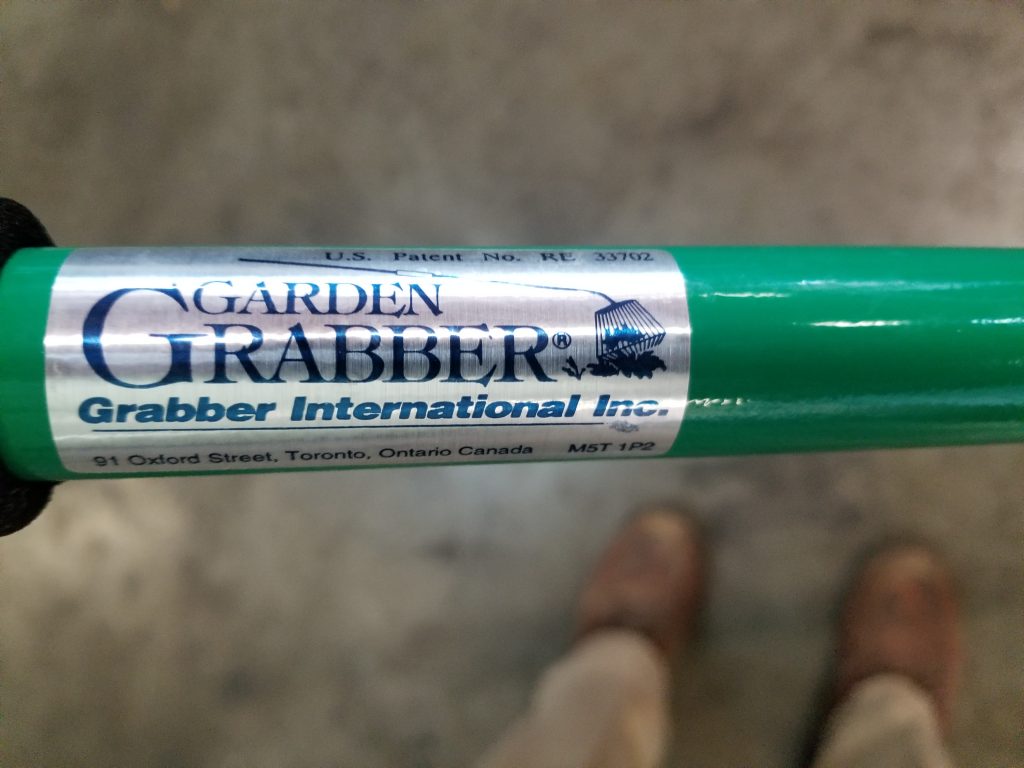 U.S. Patent No. RE 33702
GARDEN
GRABBER®
Grabber International Inc.
91 Oxford Street, Toronto, Ontario Canada M5T 1P2